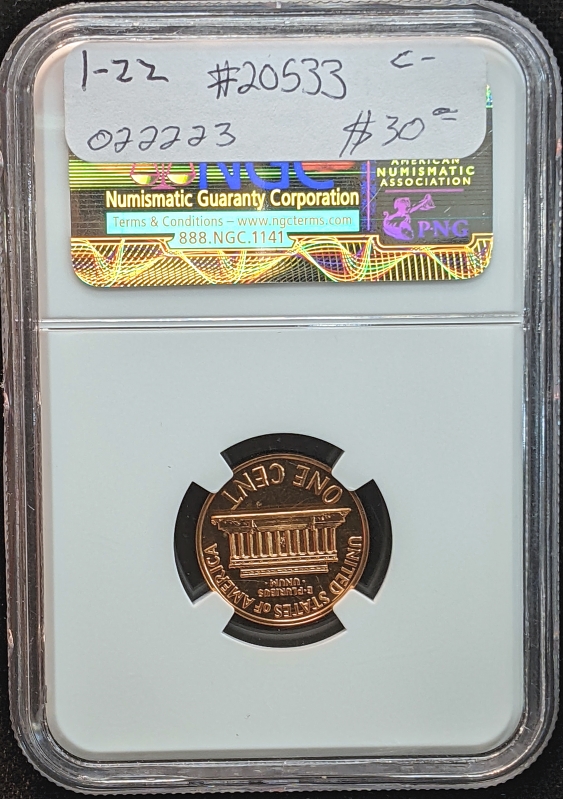 1-22 #20533 C-
022223 $30⁰⁰
NGC
AMERICAN
NUMISMATIC
ASSOCIATION
Numismatic Guaranty Corporation
Terms & Conditions – www.ngcterms.com
888.NGC.1141
PNG
UNITED STATES OF AMERICA
E·PLURIBUS
·UNUM·
ONE CENT